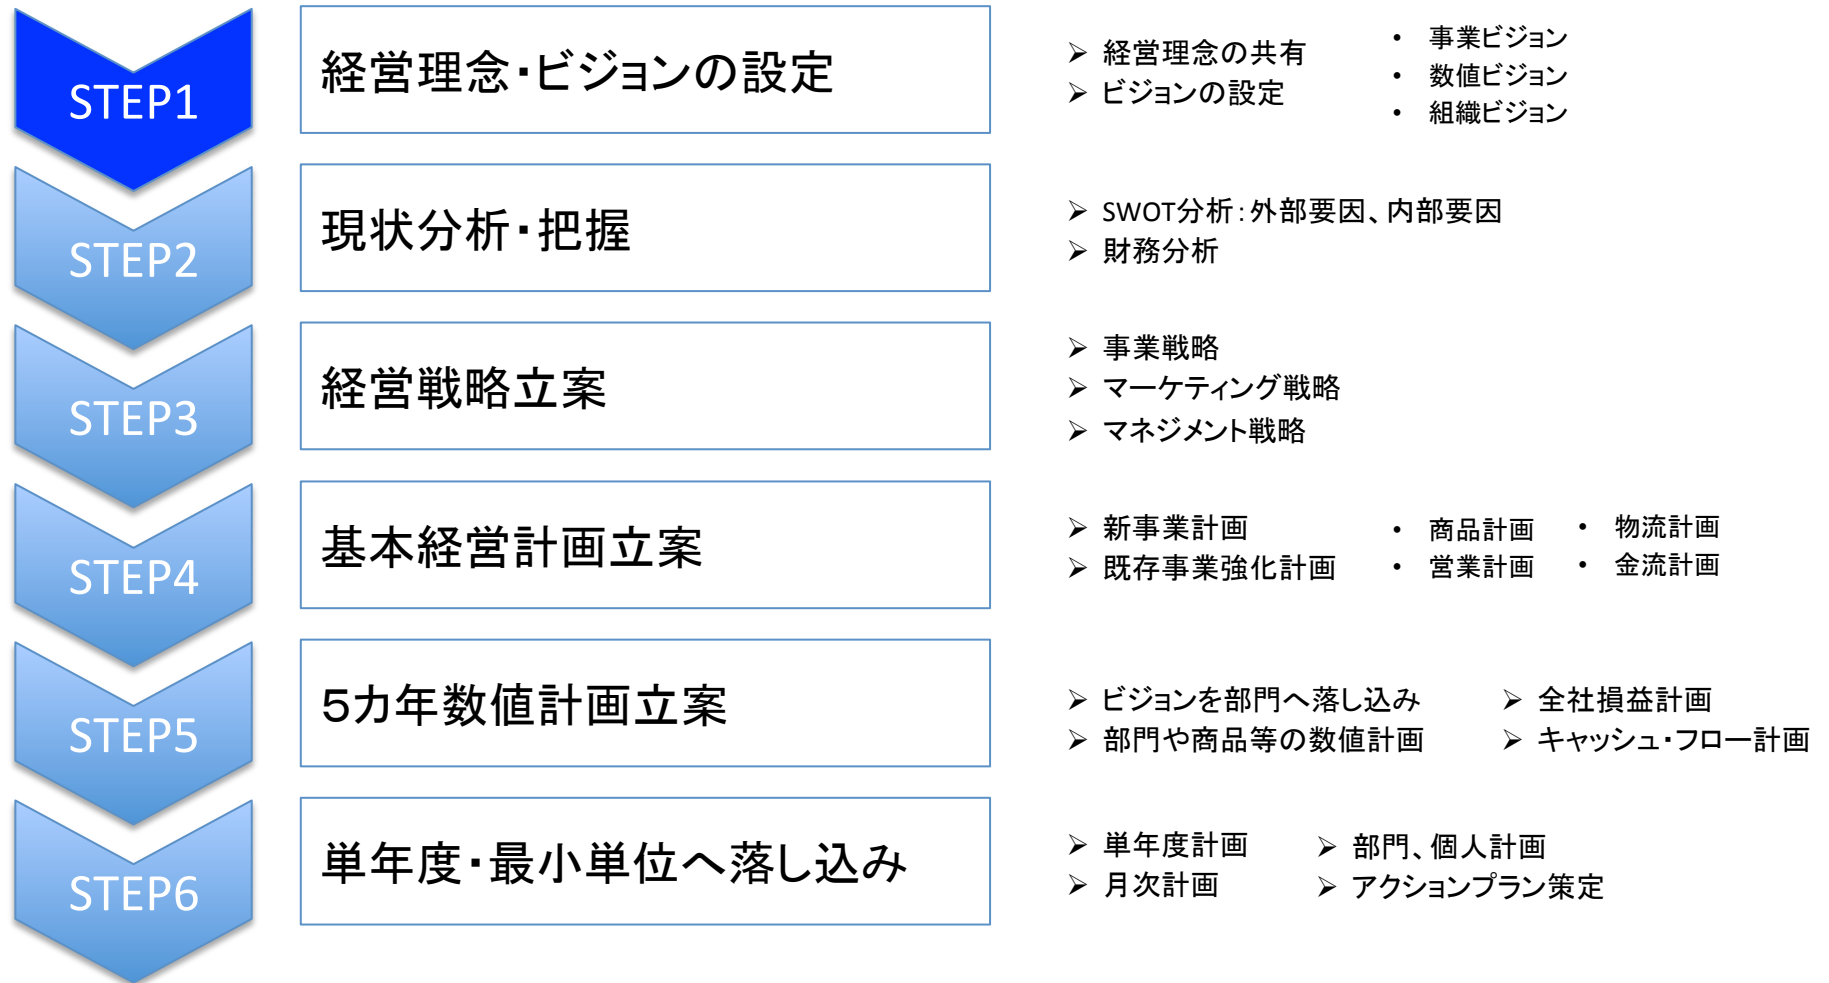 STEP1
経営理念・ビジョンの設定
➢ 経営理念の共有
➢ ビジョンの設定
• 事業ビジョン
• 数値ビジョン
• 組織ビジョン
STEP2
現状分析・把握
➢ SWOT分析：外部要因、内部要因
➢ 財務分析
STEP3
経営戦略立案
➢ 事業戦略
➢ マーケティング戦略
➢ マネジメント戦略
STEP4
基本経営計画立案
➢ 新事業計画
➢ 既存事業強化計画
• 商品計画
• 営業計画
• 物流計画
• 金流計画
STEP5
５カ年数値計画立案
➢ ビジョンを部門へ落し込み
➢ 部門や商品等の数値計画
➢ 全社損益計画
➢ キャッシュ・フロー計画
STEP6
単年度・最小単位へ落し込み
➢ 単年度計画
➢ 月次計画
➢ 部門、個人計画
➢ アクションプラン策定